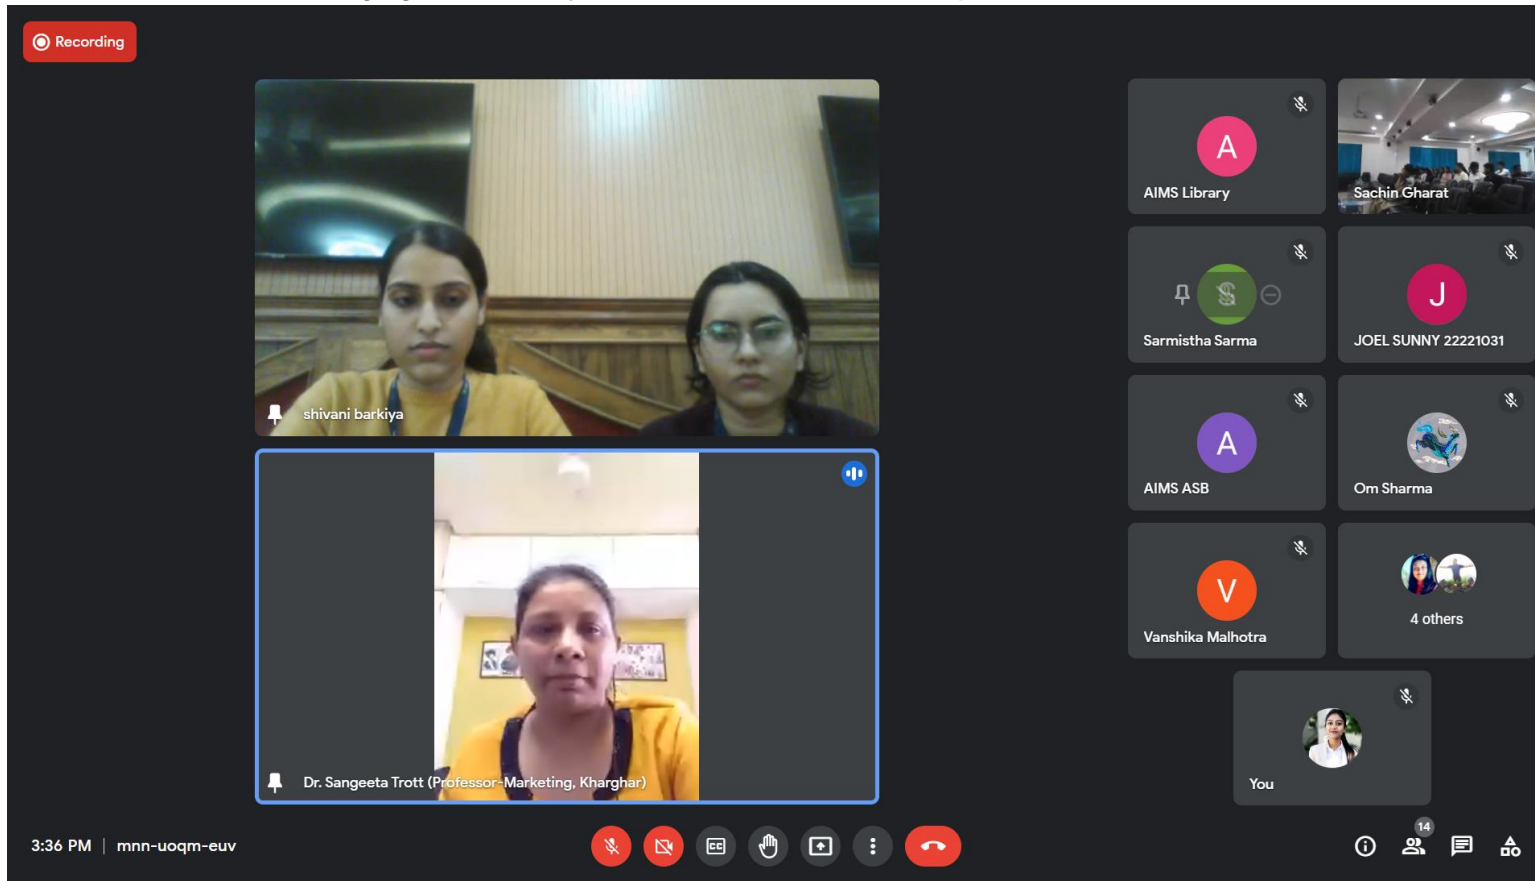 Recording
shivani barkiya
Dr. Sangeeta Trott (Professor-Marketing, Kharghar)
A
AIMS Library
Sachin Gharat
S
Sarmistha Sarma
J
JOEL SUNNY 22221031
A
AIMS ASB
Om Sharma
V
Vanshika Malhotra
4 others
You
3:36 PM | mnn-uoqm-euv
CC
14